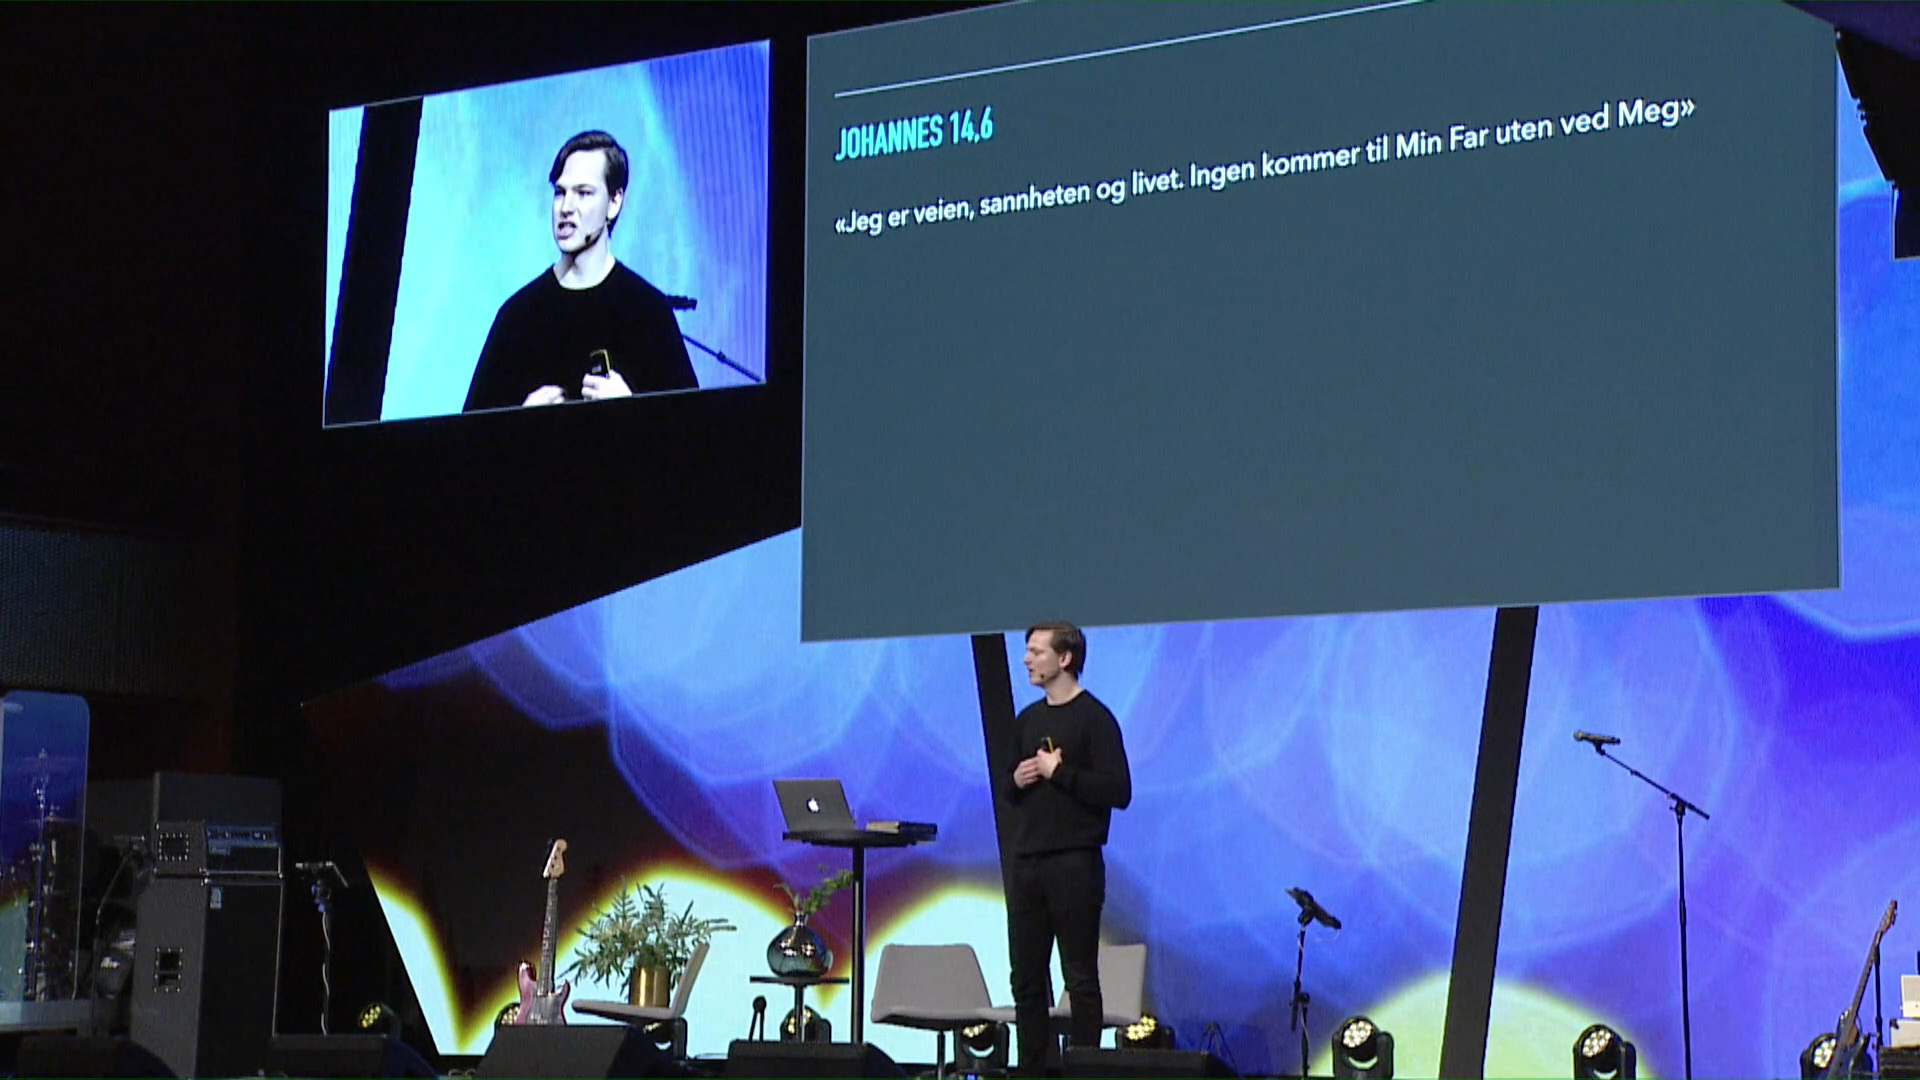 JOHANNES 14,6
«Jeg er veien, sannheten og livet. Ingen kommer til Min Far uten ved Meg»